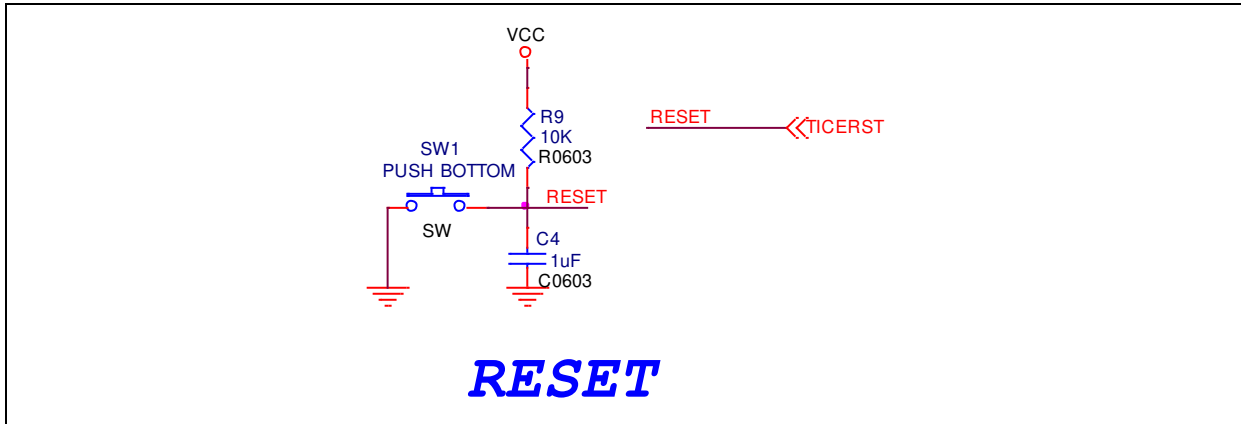 VCC
R9
10K
R0603
RESET
TICERST
SW1
PUSH BOTTOM
RESET
SW
C4
1uF
C0603
RESET